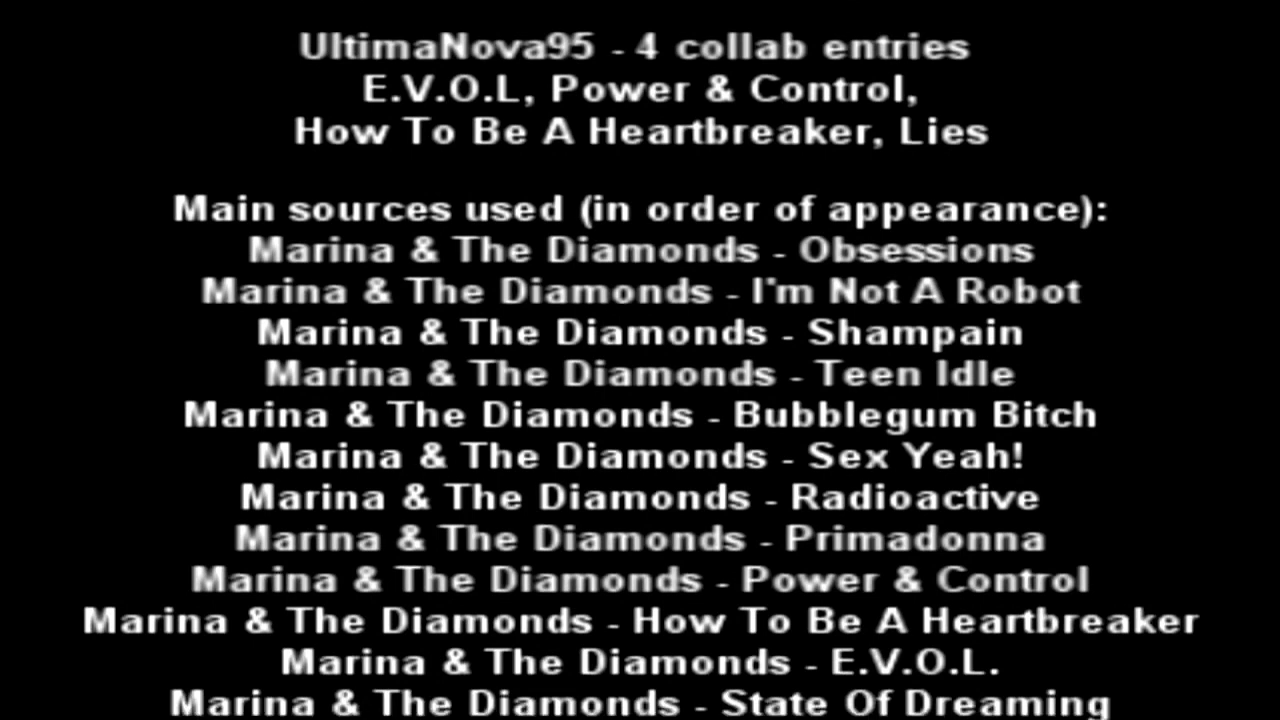 UltimaNova95 - 4 collab entries
E.V.O.L, Power & Control,
How To Be A Heartbreaker, Lies
Main sources used (in order of appearance):
Marina & The Diamonds - Obsessions
Marina & The Diamonds - I'm Not A Robot
Marina & The Diamonds - Shampain
Marina & The Diamonds - Teen Idle
Marina & The Diamonds - Bubblegum Bitch
Marina & The Diamonds - Sex Yeah!
Marina & The Diamonds - Radioactive
Marina & The Diamonds - Primadonna
Marina & The Diamonds - Power & Control
Marina & The Diamonds - How To Be A Heartbreaker
Marina & The Diamonds - E.V.O.L.
Marina & The Diamonds - State Of Dreaming